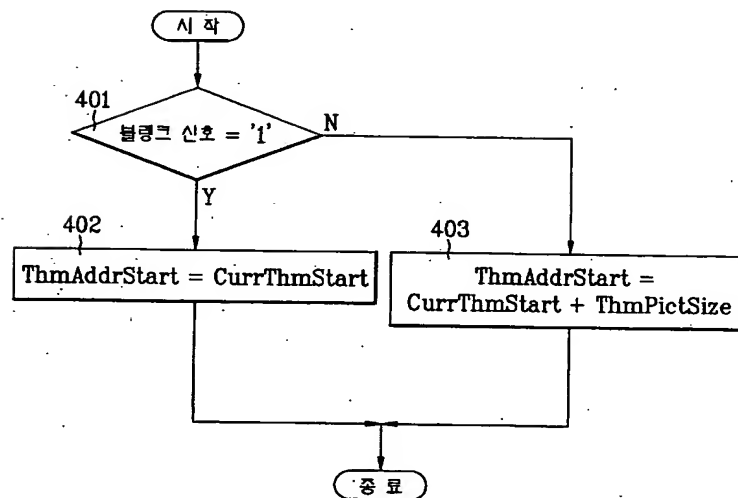 시 작
401
블랭크 신호 = '1'
N
Y
402
ThmAddrStart = CurrThmStart
403
ThmAddrStart =
CurrThmStart + ThmPictSize
종 료